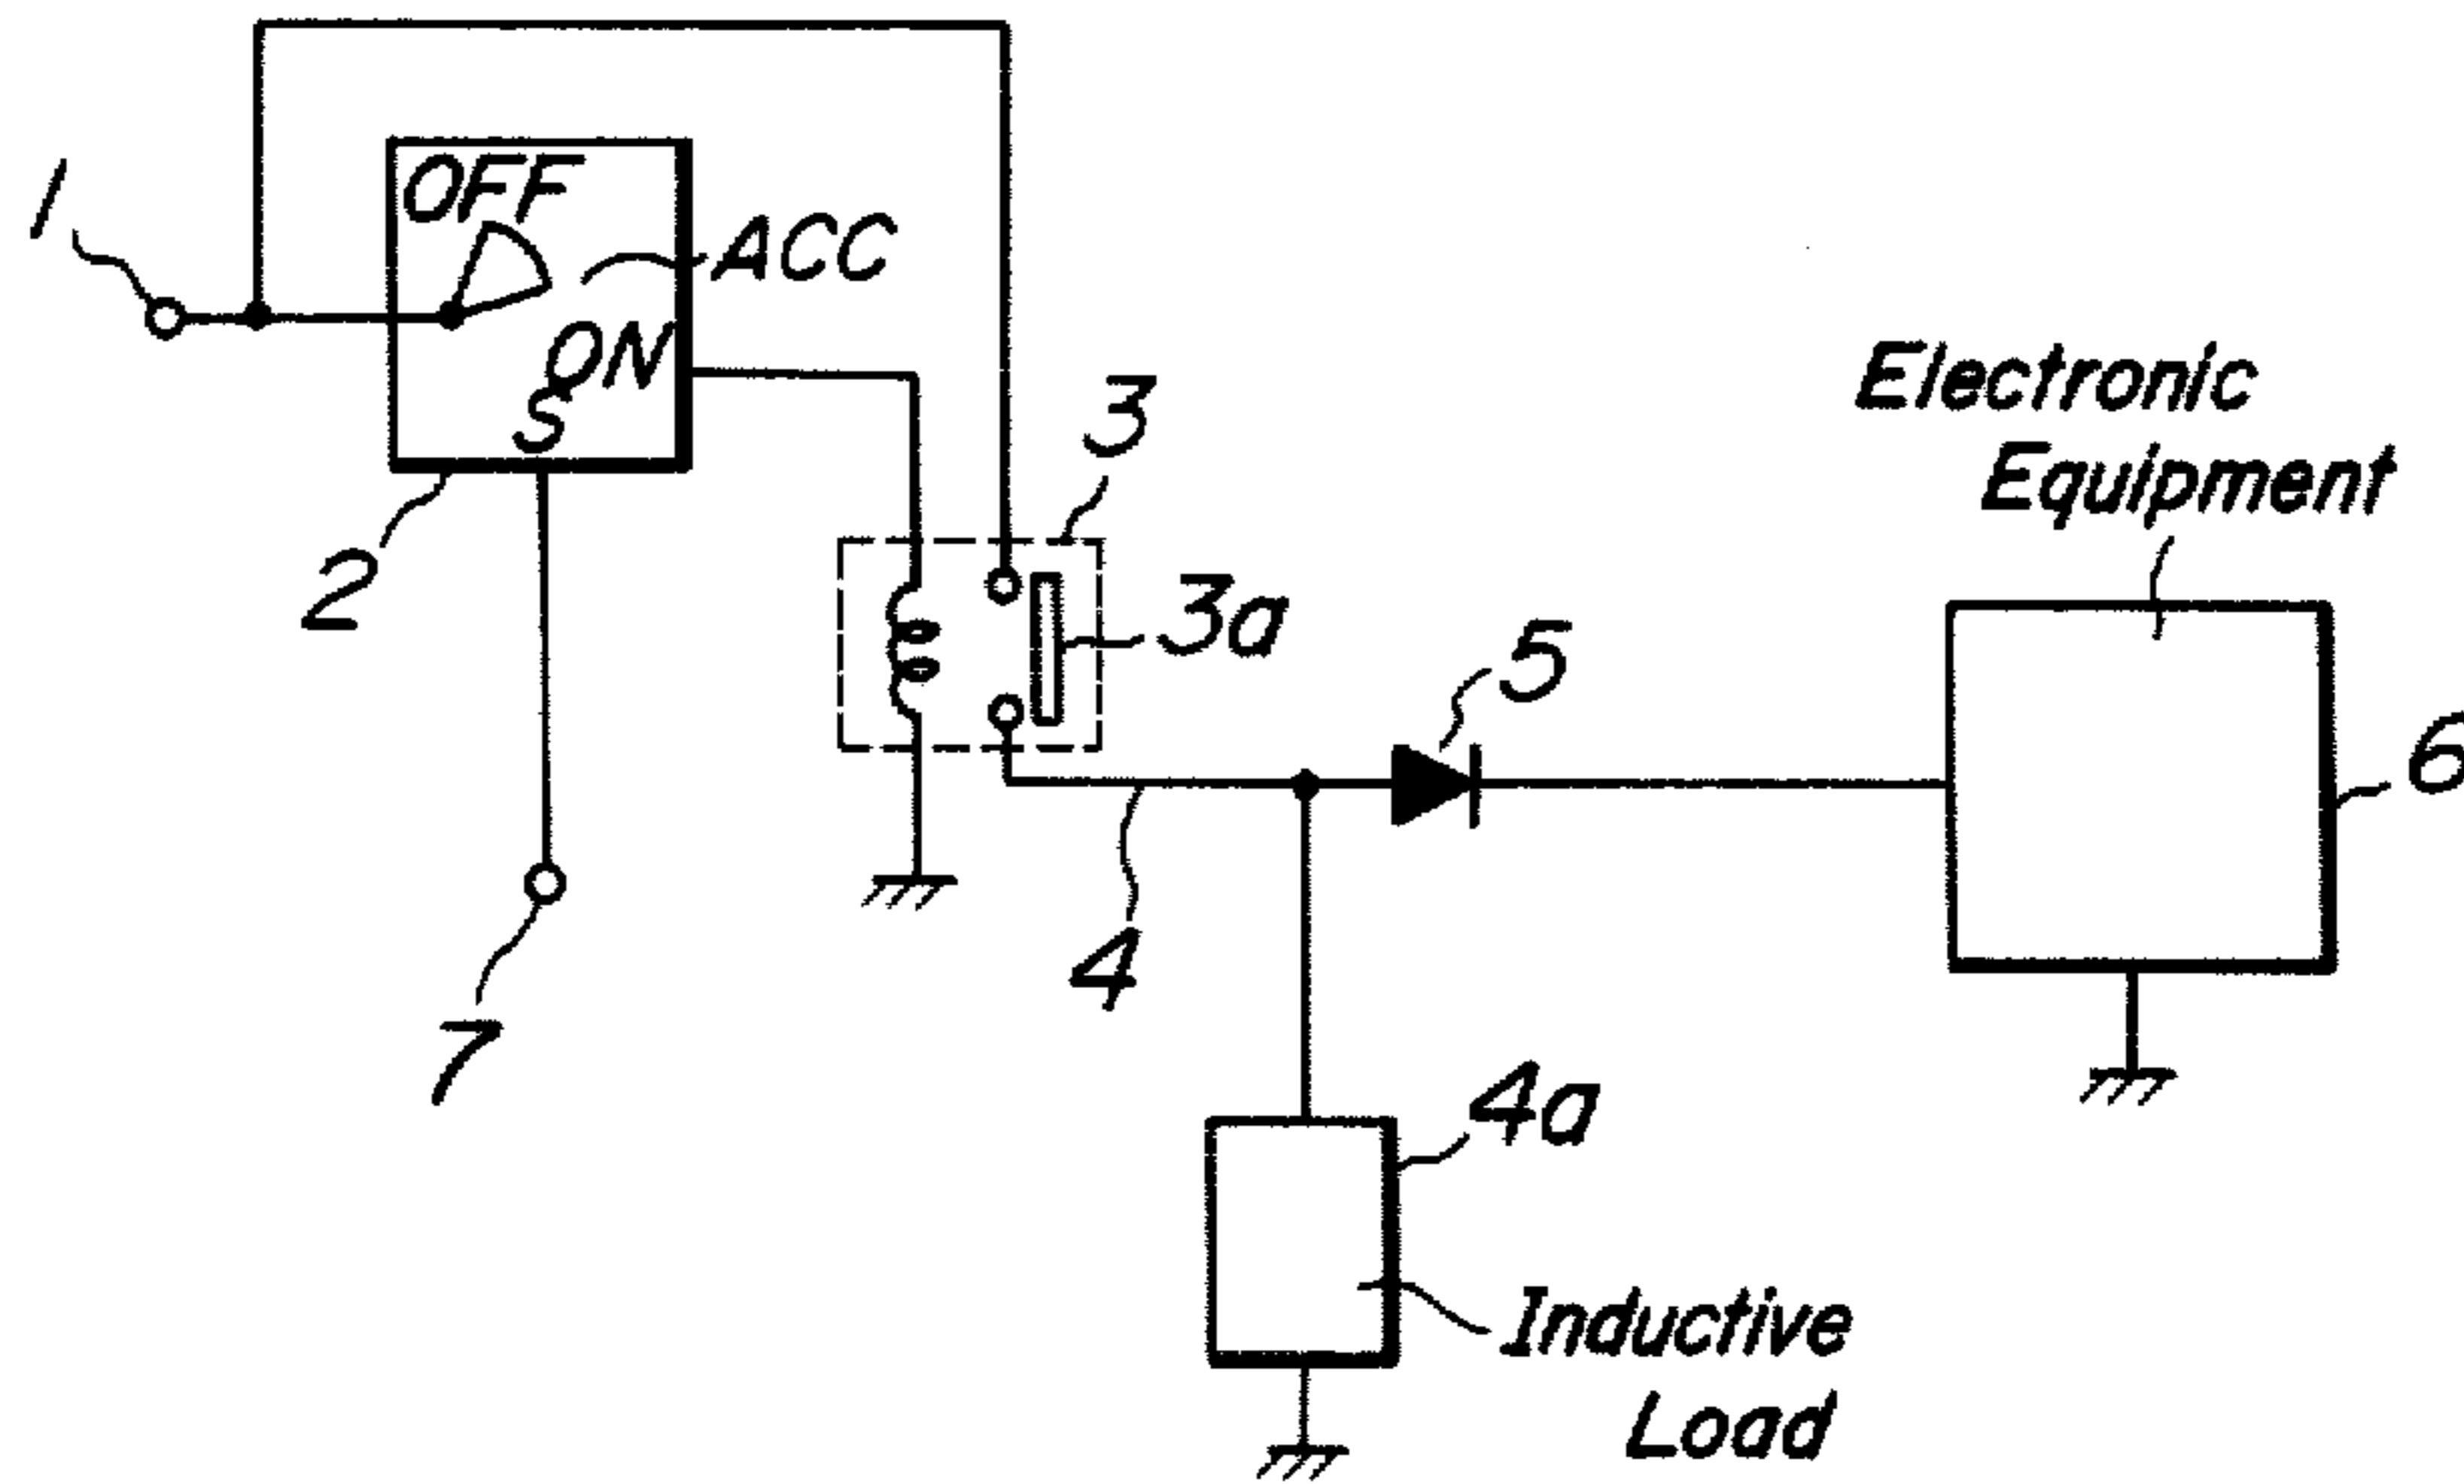 1
OFF
ACC
ON
S
2
3
3a
Electronic
Equipment
5
6
4
7
4a
Inductive
Load